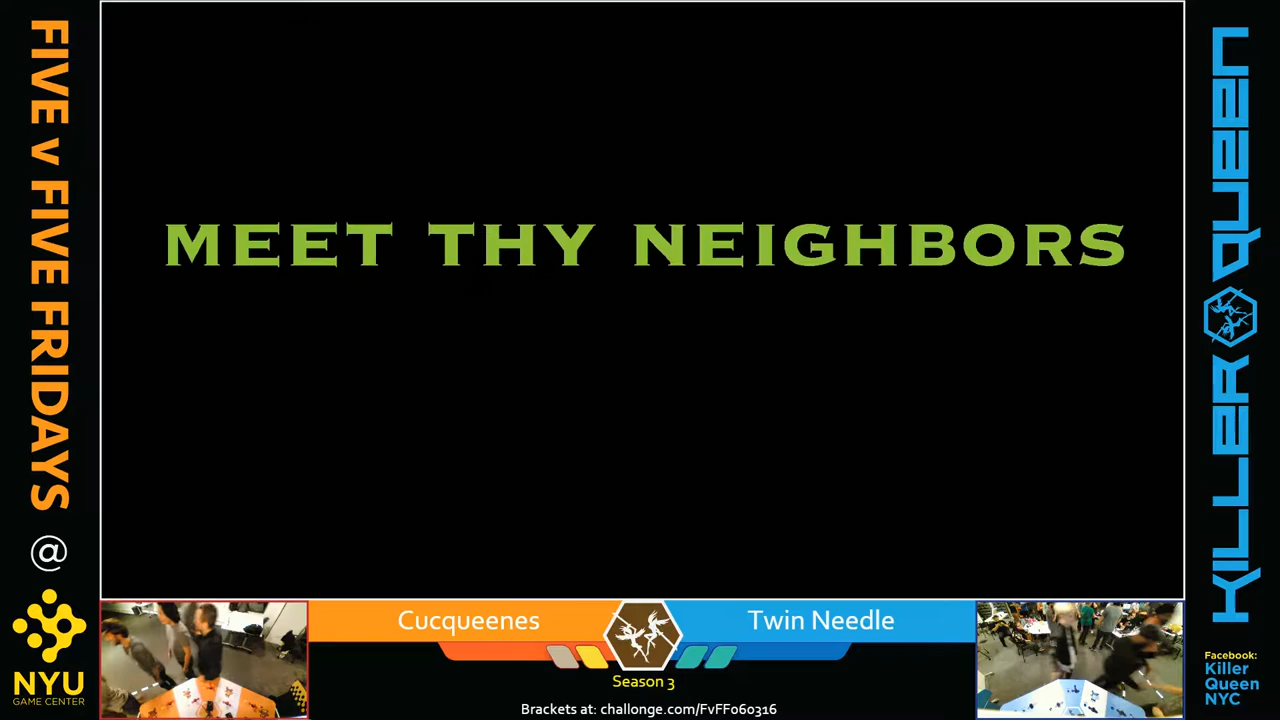 FIVE v FIVE FRIDAYS @
NYU
GAME CENTER
MEET THY NEIGHBORS
KILLER QUEEN
Cucqueenes
Twin Needle
Season 3
Brackets at: challonge.com/FvFF060316
Facebook:
Killer
Queen
NYC